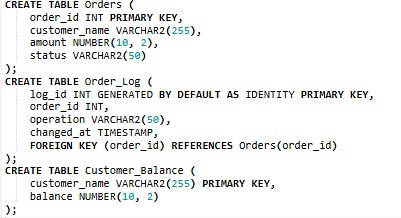 CREATE TABLE Orders (
    order_id INT PRIMARY KEY,
    customer_name VARCHAR2(255),
    amount NUMBER(10, 2),
    status VARCHAR2(50)
);
CREATE TABLE Order_Log (
    log_id INT GENERATED BY DEFAULT AS IDENTITY PRIMARY KEY,
    order_id INT,
    operation VARCHAR2(50),
    changed_at TIMESTAMP,
    FOREIGN KEY (order_id) REFERENCES Orders(order_id)
);
CREATE TABLE Customer_Balance (
    customer_name VARCHAR2(255) PRIMARY KEY,
    balance NUMBER(10, 2)
);